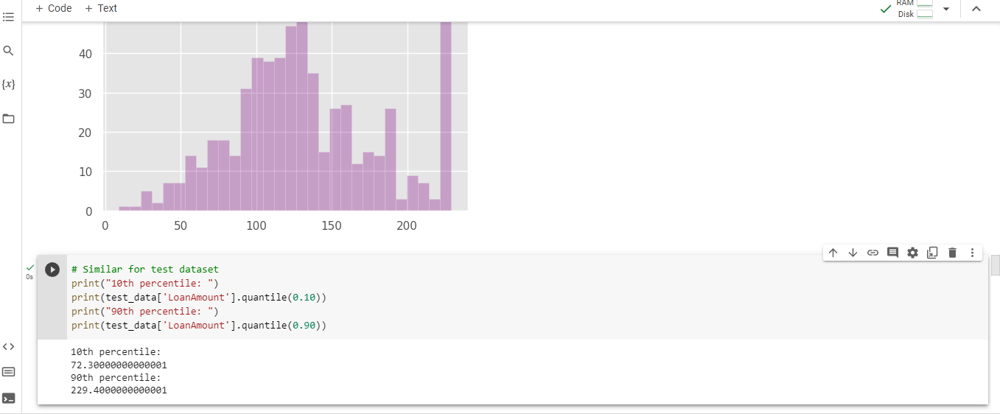 + Code + Text
RAM
Disk
40
30
20
10
0
0 50 100 150 200
{x}
0s
# Similar for test dataset
print("10th percentile: ")
print(test_data['LoanAmount'].quantile(0.10))
print("90th percentile: ")
print(test_data['LoanAmount'].quantile(0.90))
10th percentile:
72.30000000000001
90th percentile:
229.4000000000001